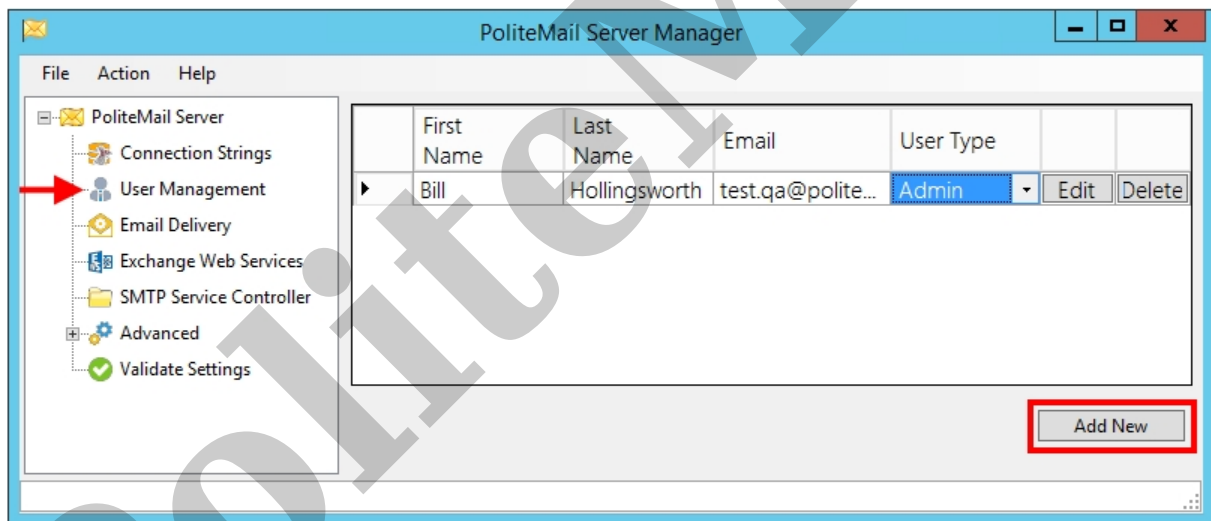 PoliteMail Server Manager
File Action Help
PoliteMail Server
Connection Strings
User Management
Email Delivery
Exchange Web Services
SMTP Service Controller
Advanced
Validate Settings
First Name Last Name Email User Type
Bill Hollingsworth test.qa@polite... Admin Edit Delete
Add New
PoliteM